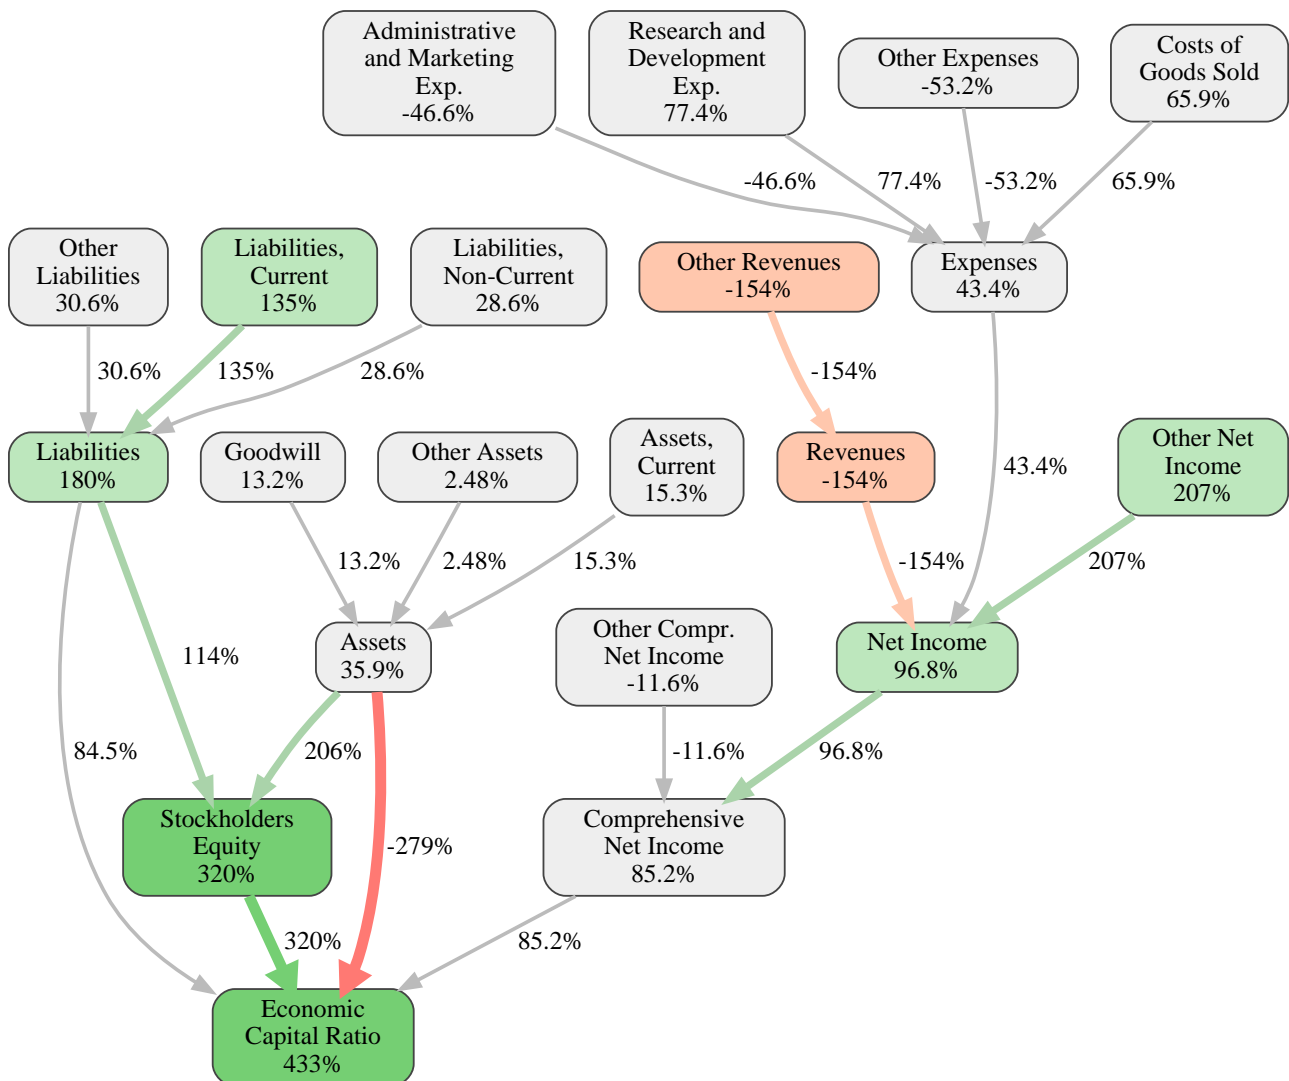 Administrative
and Marketing
Exp.
-46.6%
Research and
Development
Exp.
77.4%
Other Expenses
-53.2%
Costs of
Goods Sold
65.9%
-46.6%
77.4%
-53.2%
65.9%
Other
Liabilities
30.6%
Liabilities,
Current
135%
Liabilities,
Non-Current
28.6%
Other Revenues
-154%
Expenses
43.4%
30.6%
135%
28.6%
-154%
Liabilities
180%
Goodwill
13.2%
Other Assets
2.48%
Assets,
Current
15.3%
Revenues
-154%
43.4%
Other Net
Income
207%
13.2%
2.48%
15.3%
-154%
207%
114%
Assets
35.9%
Other Compr.
Net Income
-11.6%
Net Income
96.8%
84.5%
206%
-11.6%
96.8%
Stockholders
Equity
320%
-279%
Comprehensive
Net Income
85.2%
320%
85.2%
Economic
Capital Ratio
433%